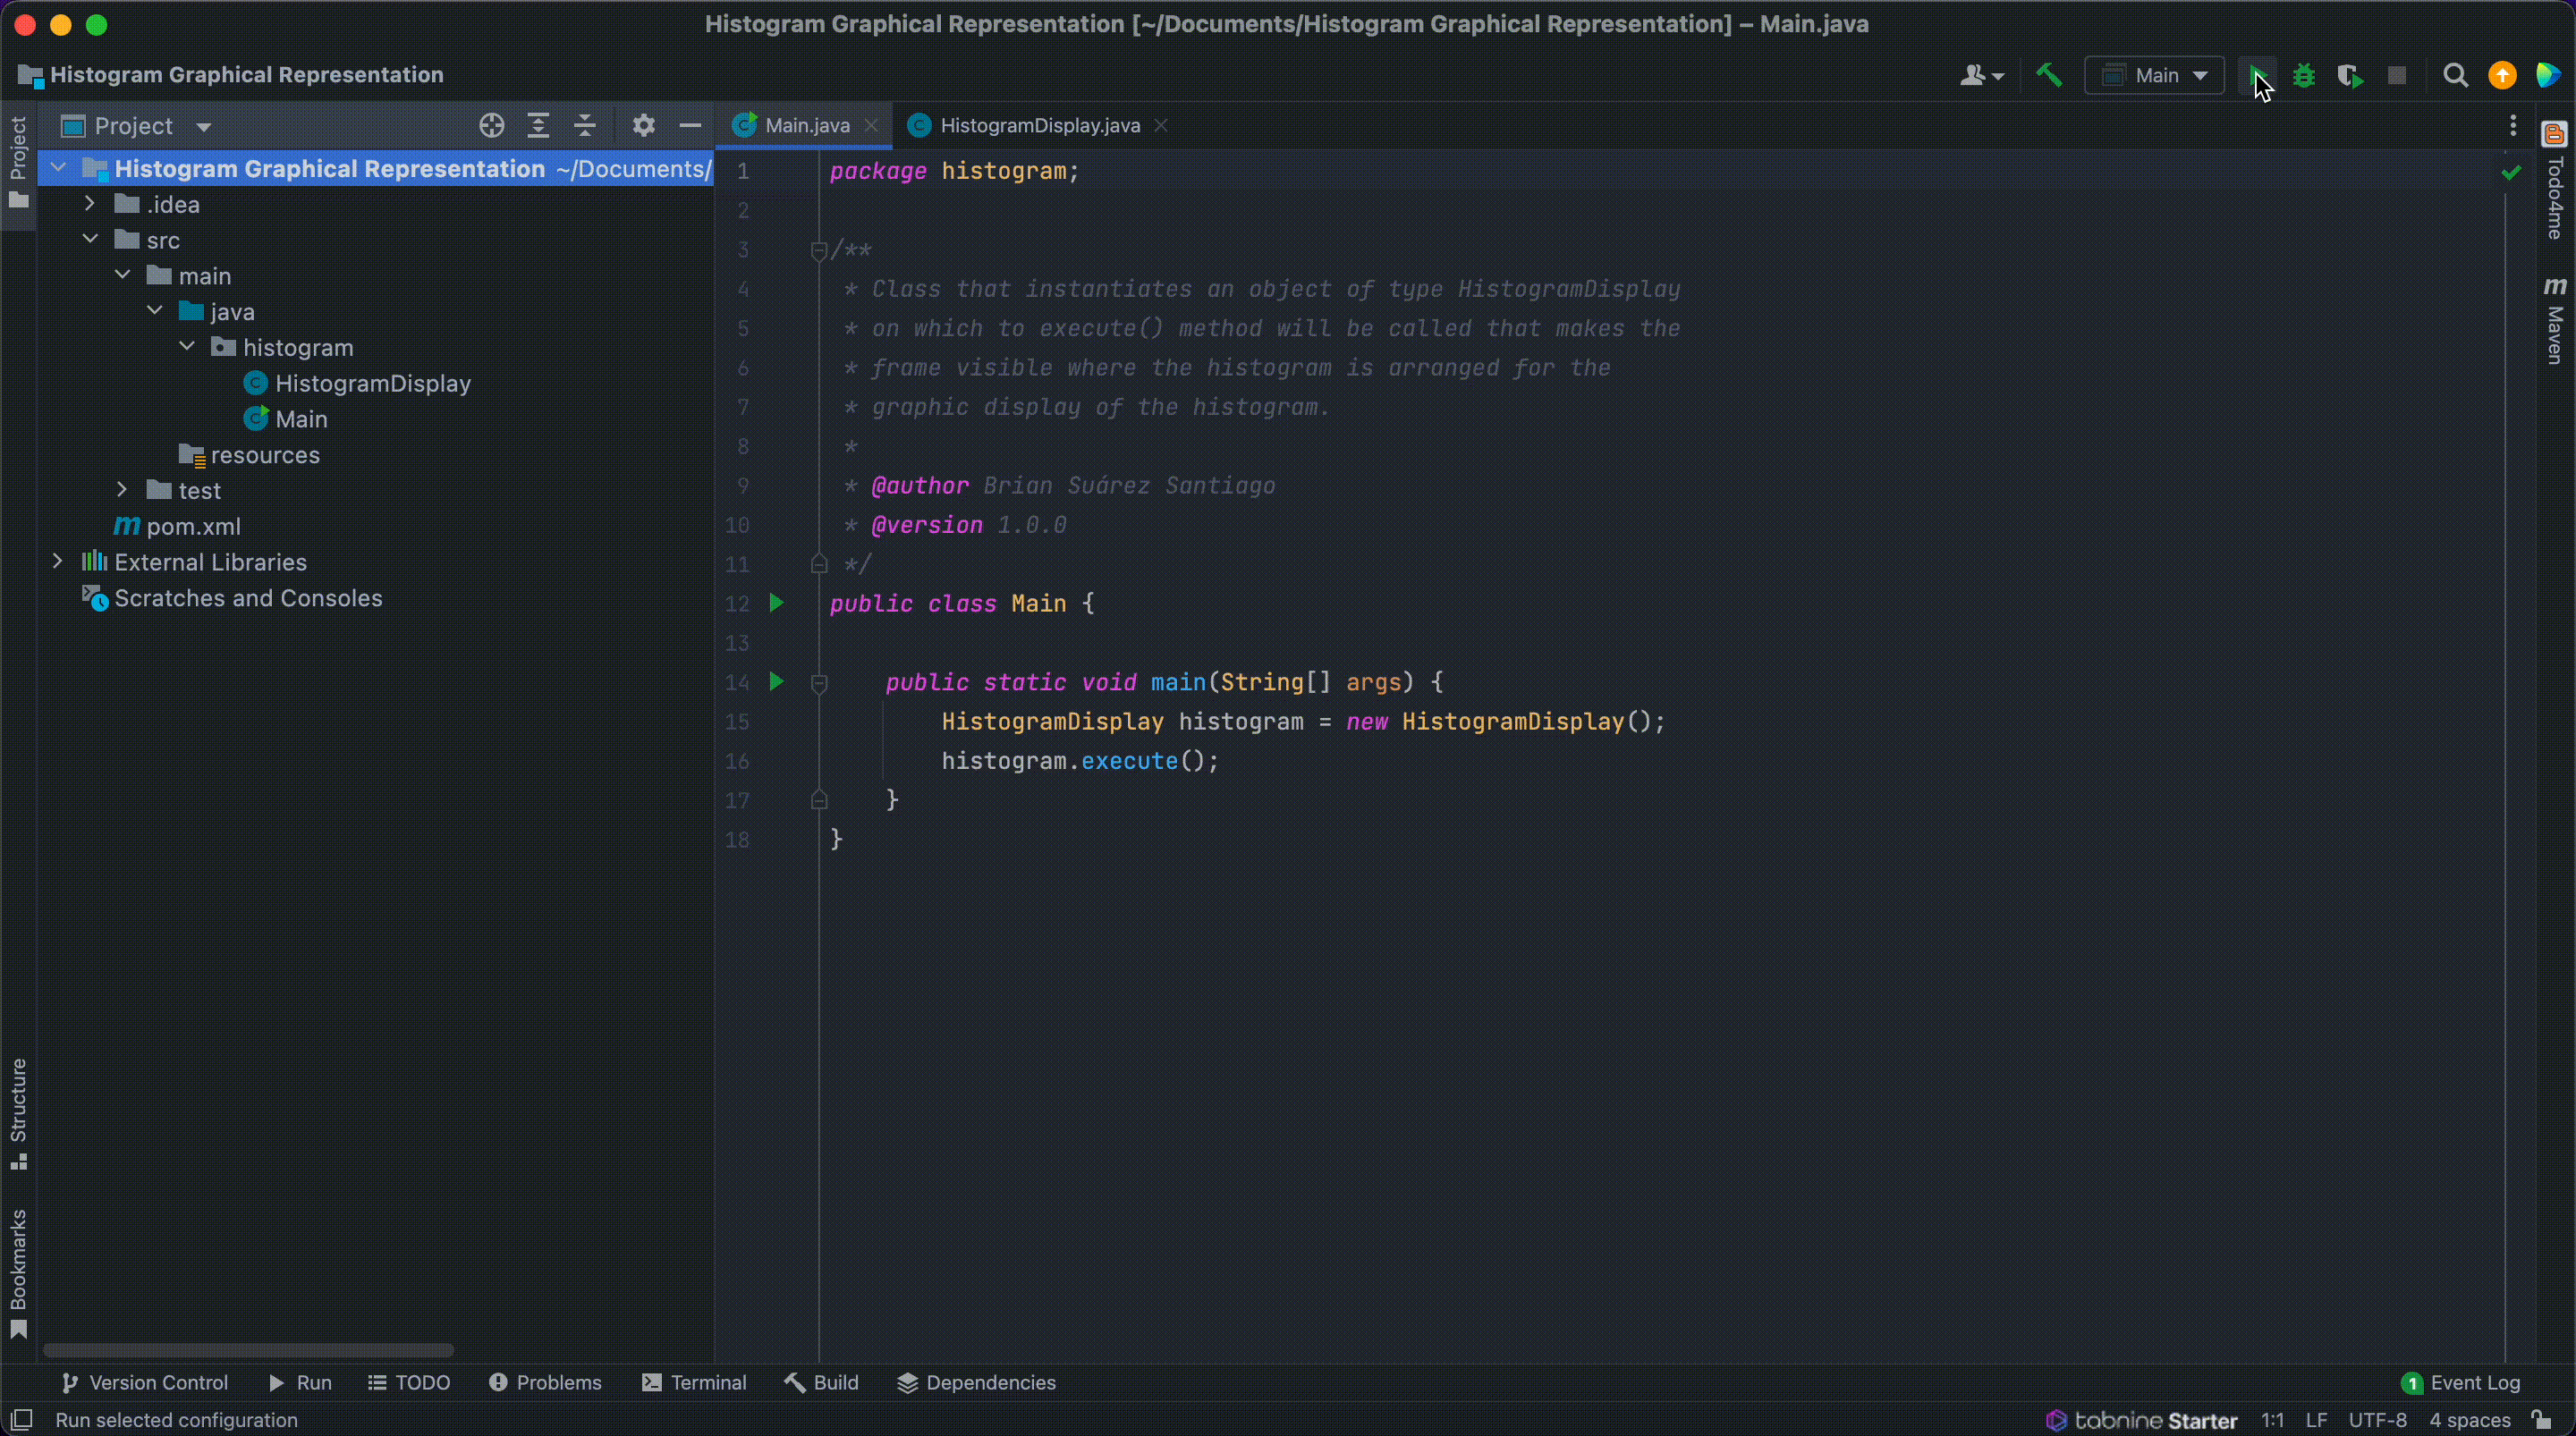 Histogram Graphical Representation [~/Documents/Histogram Graphical Representation] – Main.java
Histogram Graphical Representation
Main
Project
Project
Main.java
HistogramDisplay.java
Histogram Graphical Representation ~/Documents/
.idea
src
main
java
histogram
HistogramDisplay
Main
resources
test
m pom.xml
External Libraries
Scratches and Consoles
1 package histogram;
2
3 /**
4 * Class that instantiates an object of type HistogramDisplay
5 * on which to execute() method will be called that makes the
6 * frame visible where the histogram is arranged for the
7 * graphic display of the histogram.
8 *
9 * @author Brian Suárez Santiago
10 * @version 1.0.0
11 */
12 public class Main {
13
14 public static void main(String[] args) {
15 HistogramDisplay histogram = new HistogramDisplay();
16 histogram.execute();
17 }
18 }
Todo4me
m Maven
Structure
Bookmarks
Version Control
Run
TODO
Problems
Terminal
Build
Dependencies
1 Event Log
Run selected configuration
tabnine Starter
1:1
LF
UTF-8
4 spaces